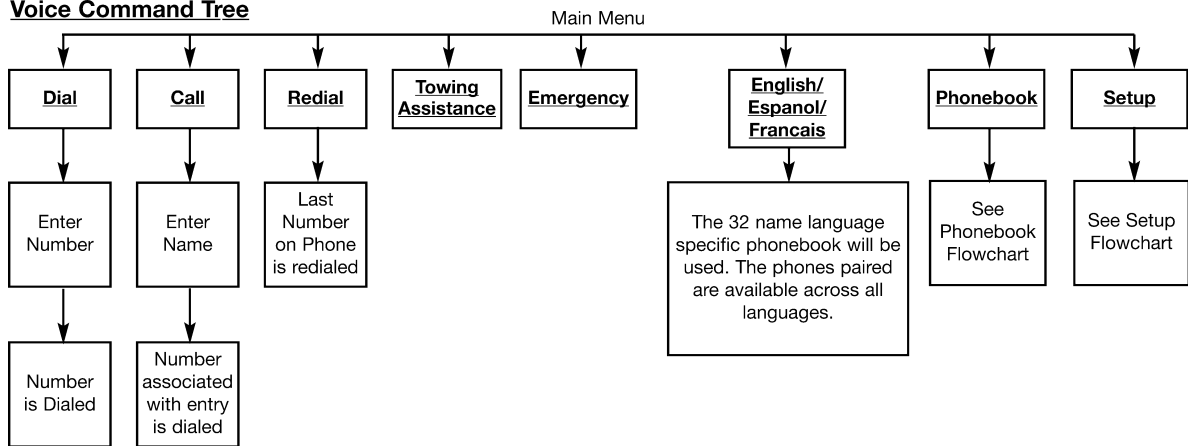 Voice Command Tree
Main Menu
Dial
Call
Redial
Towing
Assistance
Emergency
English/
Espanol/
Francais
Phonebook
Setup
Enter
Number
Enter
Name
Last
Number
on Phone
is redialed
The 32 name language
specific phonebook will be
used. The phones paired
are available across all
languages.
See
Phonebook
Flowchart
See Setup
Flowchart
Number
is Dialed
Number
associated
with entry
is dialed